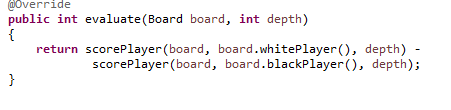 @Override
public int evaluate(Board board, int depth)
{
    return scorePlayer(board, board.whitePlayer(), depth) -
            scorePlayer(board, board.blackPlayer(), depth);
}